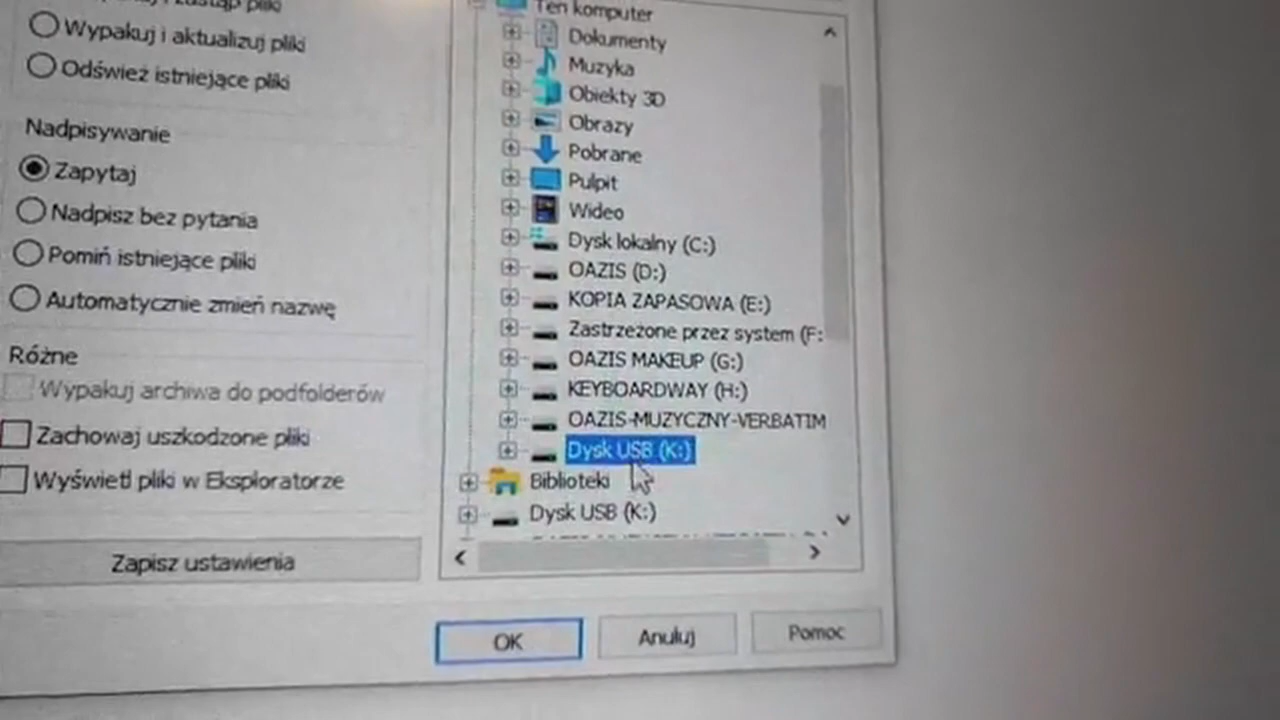 Wypakuj i aktualizuj pliki
Odśwież istniejące pliki
Nadpisywanie
Zapytaj
Nadpisz bez pytania
Pomiń istniejące pliki
Automatycznie zmień nazwę
Różne
Wypakuj archiwa do podfolderów
Zachowaj uszkodzone pliki
Wyświetl pliki w Eksploratorze
Zapisz ustawienia
Ten komputer
Dokumenty
Muzyka
Obiekty 3D
Obrazy
Pobrane
Pulpit
Wideo
Dysk lokalny (C:)
OAZIS (D:)
KOPIA ZAPASOWA (E:)
Zastrzeżone przez system (F:
OAZIS MAKEUP (G:)
KEYBOARDWAY (H:)
OAZIS-MUZYCZNY-VERBATIM
Dysk USB (K:)
Biblioteki
Dysk USB (K:)
OK
Anuluj
Pomoc